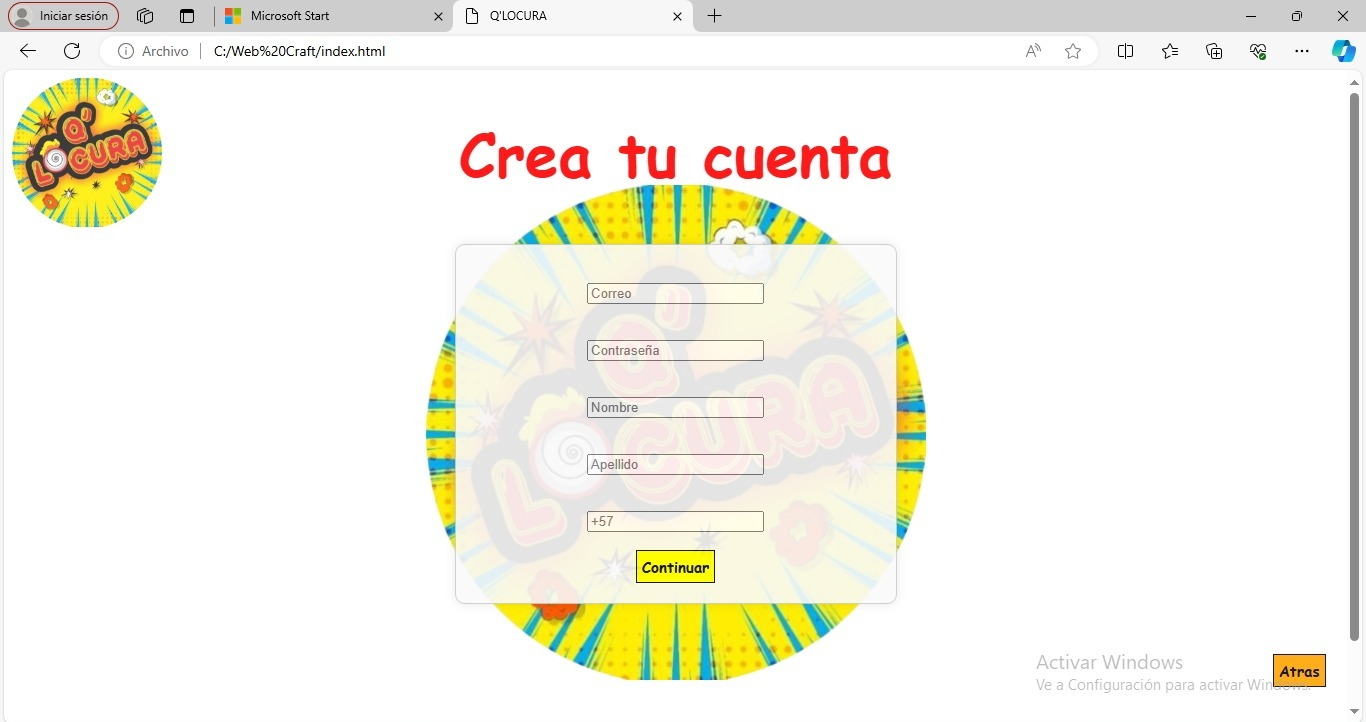 Iniciar sesión
Microsoft Start
Q'LOCURA
Archivo
C:/Web%20Craft/index.html
Q'
LOCURA
Crea tu cuenta
Q'
LOCURA
Correo
Contraseña
Nombre
Apellido
+57
Continuar
Activar Windows
Ve a Configuración para activar Windows.
Atras